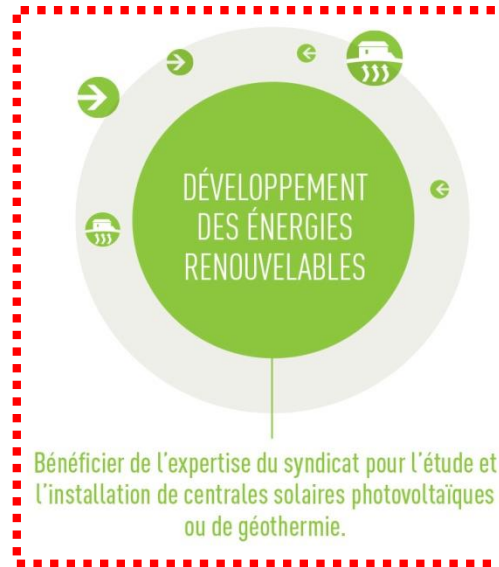 DÉVELOPPEMENT
DES ÉNERGIES
RENOUVELABLES
Bénéficier de l'expertise du syndicat pour l'étude et
l'installation de centrales solaires photovoltaïques
ou de géothermie.